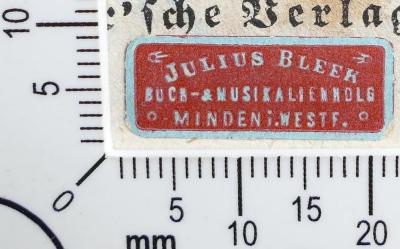 r'sche Verlag
JULIUS BLEEK
BUCH-&MUSIKALIENHDLG
MINDEN i. WESTF.
10
5
0
5
10
15
20
mm